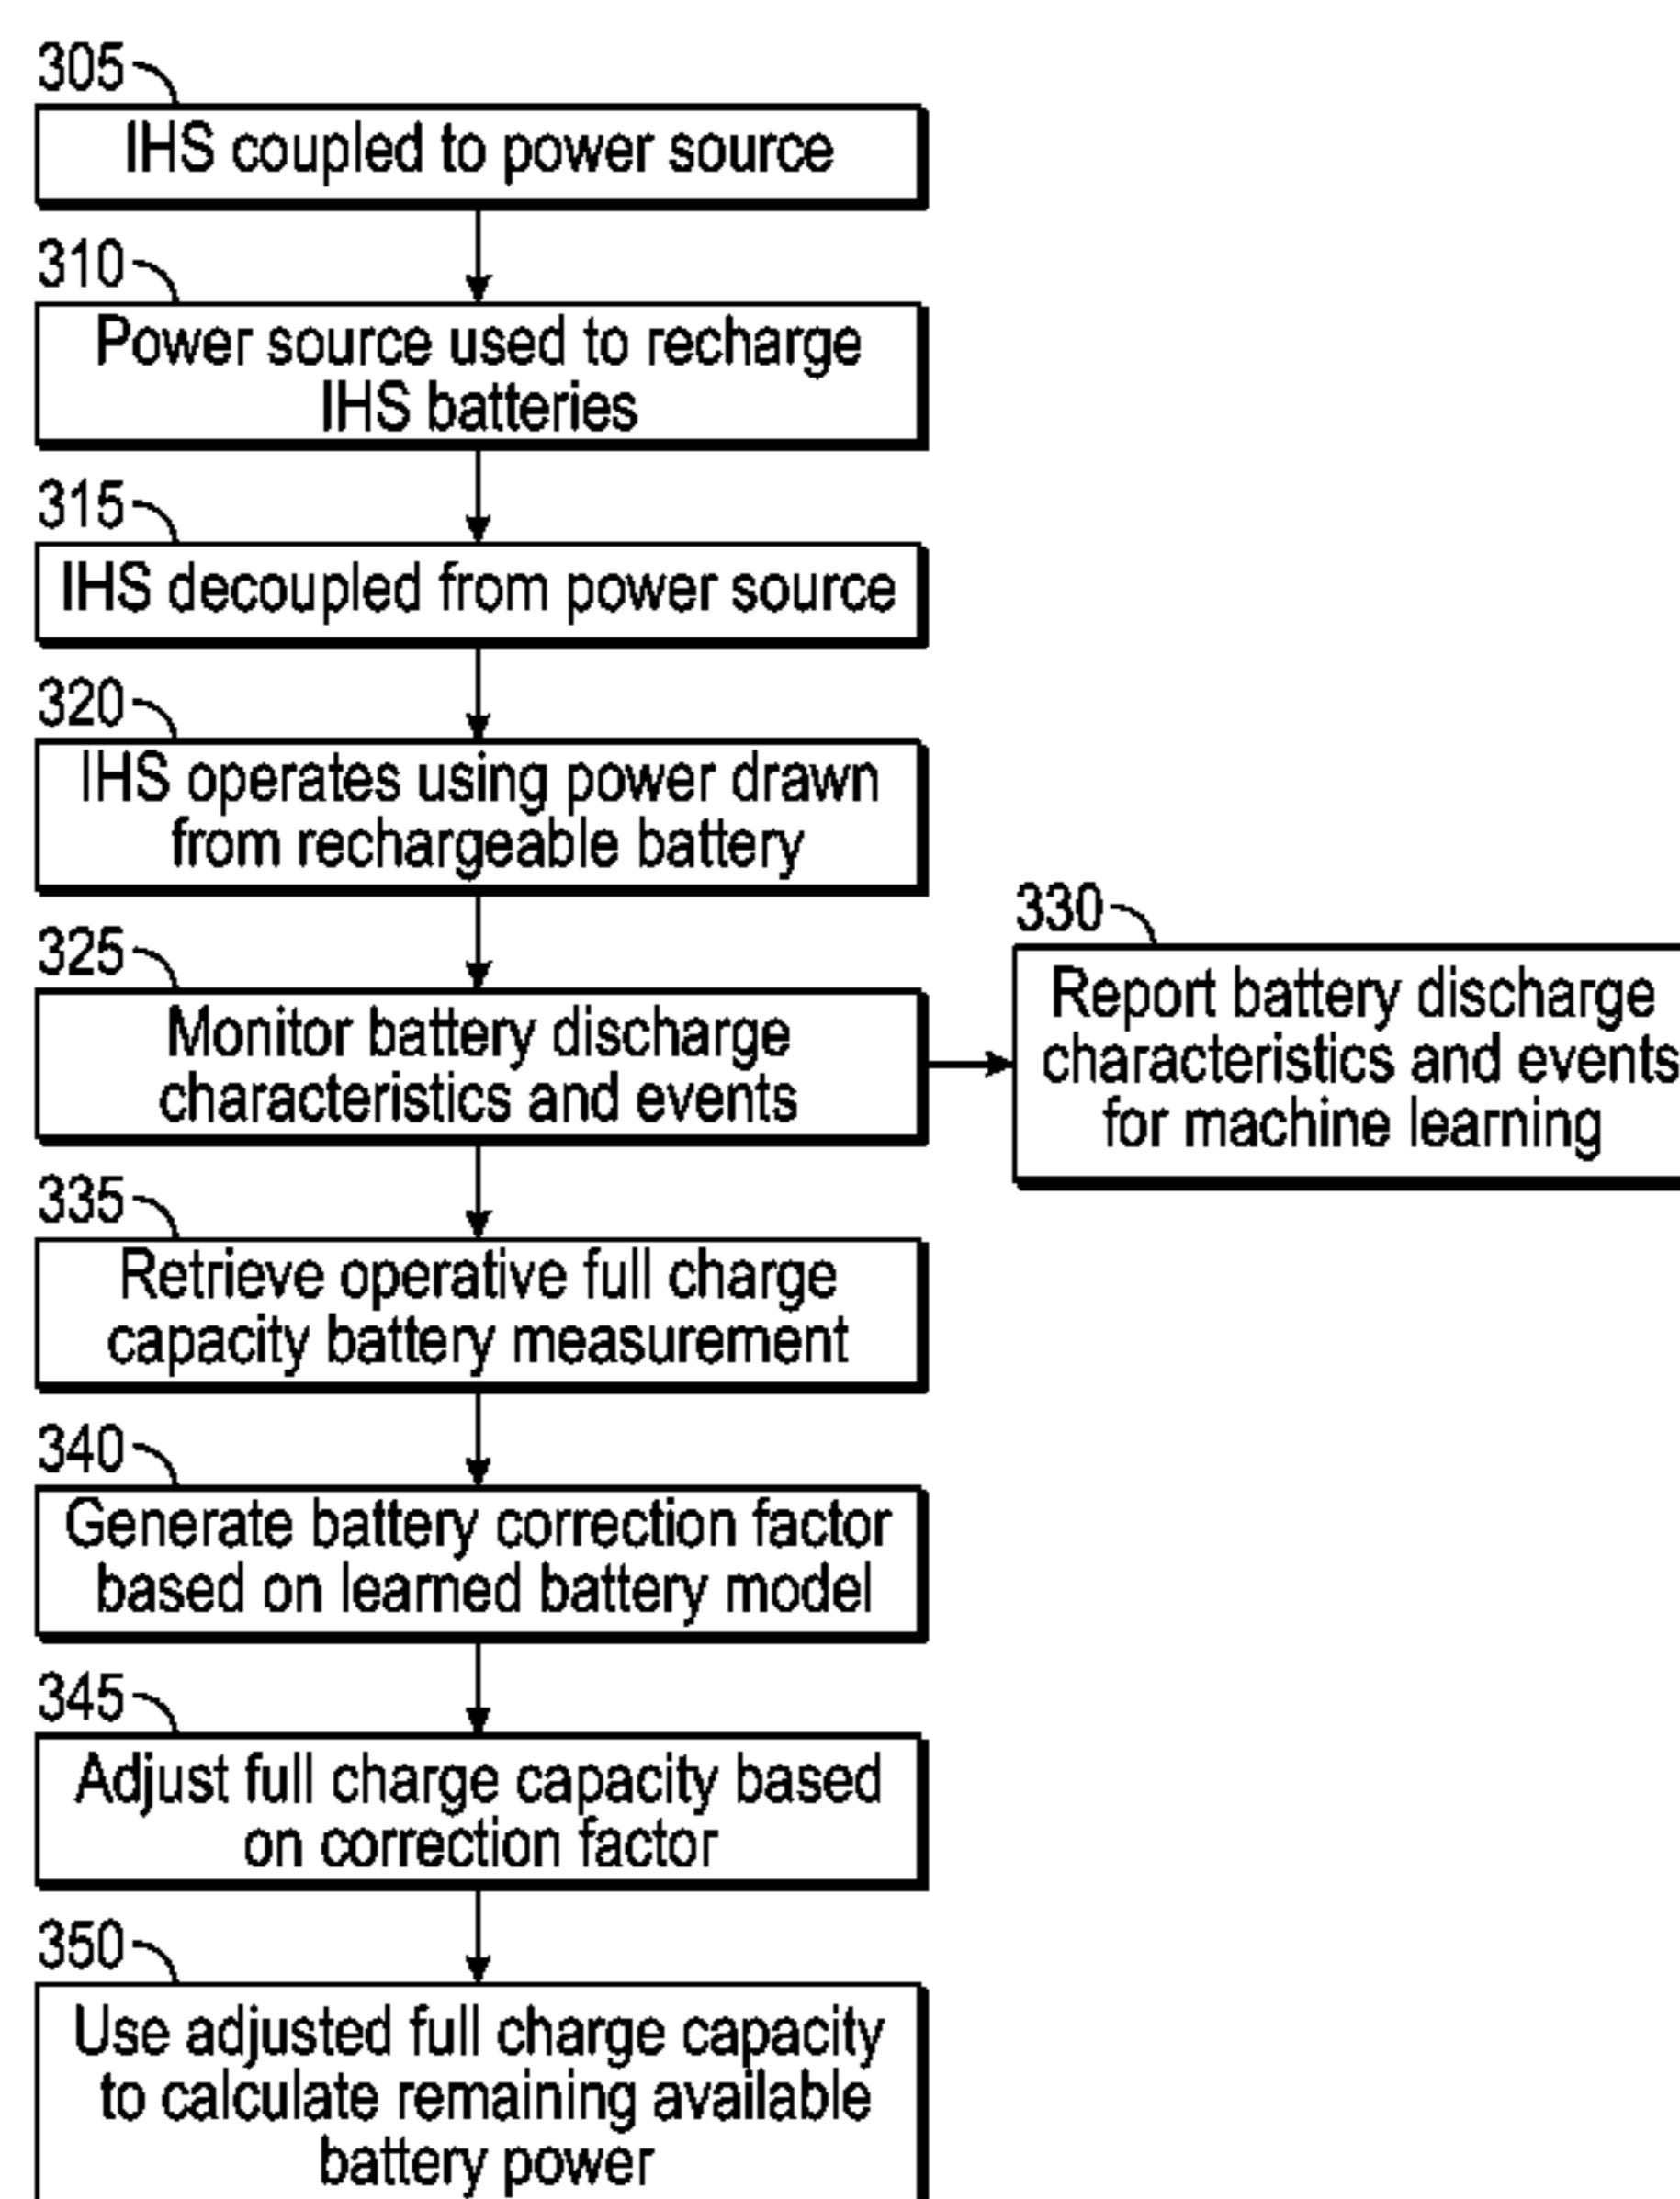 305
IHS coupled to power source
310
Power source used to recharge
IHS batteries
315
IHS decoupled from power source
320
IHS operates using power drawn
from rechargeable battery
325
Monitor battery discharge
characteristics and events
330
Report battery discharge
characteristics and events
for machine learning
335
Retrieve operative full charge
capacity battery measurement
340
Generate battery correction factor
based on learned battery model
345
Adjust full charge capacity based
on correction factor
350
Use adjusted full charge capacity
to calculate remaining available
battery power